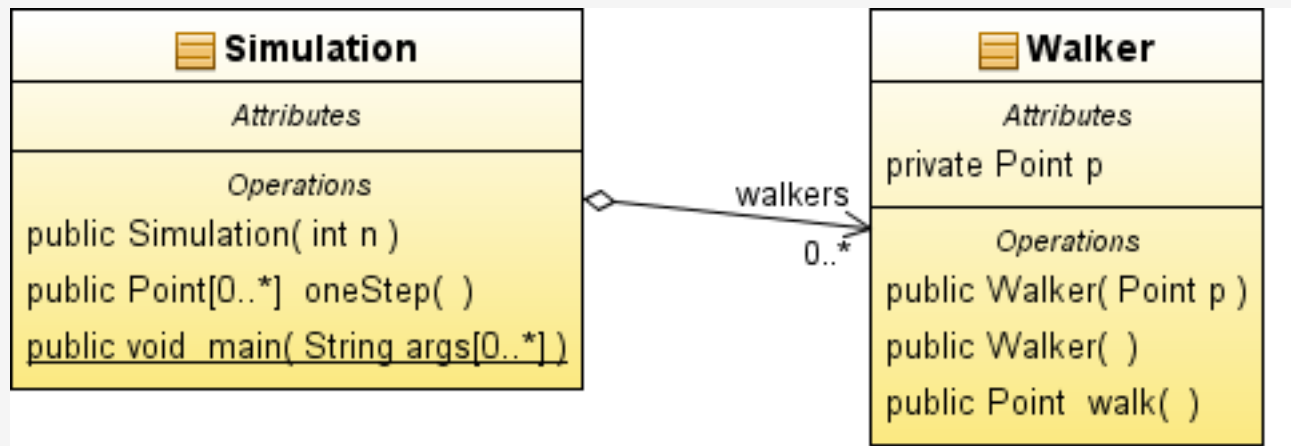 Simulation
Attributes
Operations
public Simulation( int n )
public Point[0..*]  oneStep(  )
public void  main( String args[0..*] )
walkers
0..*
Walker
Attributes
private Point p
Operations
public Walker( Point p )
public Walker(  )
public Point  walk(  )